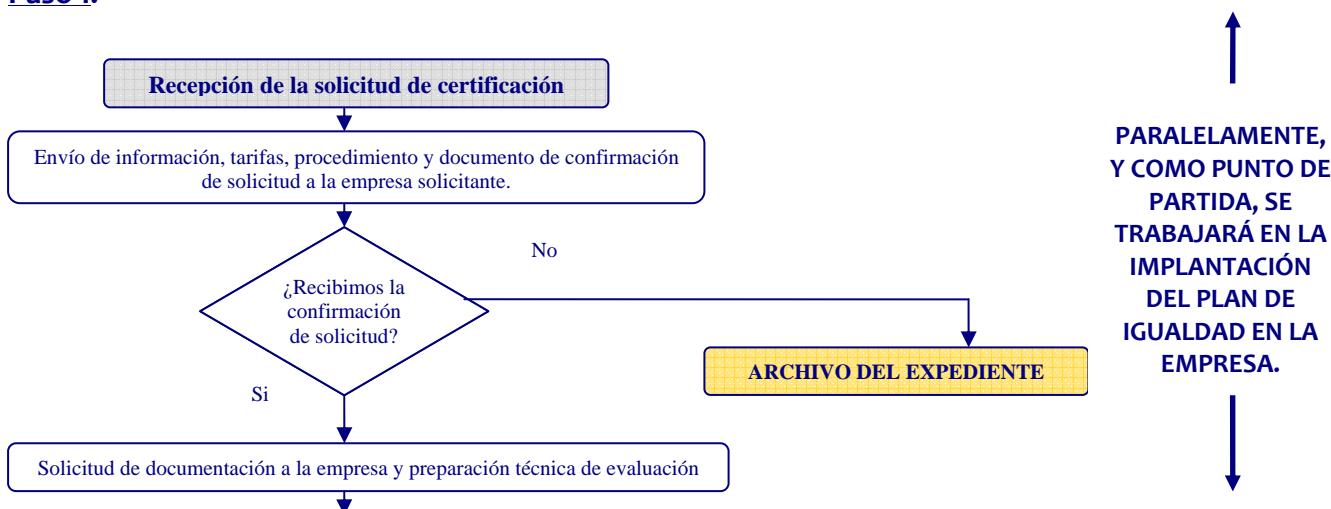 Paso 1.
Recepción de la solicitud de certificación
Envío de información, tarifas, procedimiento y documento de confirmación
de solicitud a la empresa solicitante.
¿Recibimos la
confirmación
de solicitud?
No
Si
ARCHIVO DEL EXPEDIENTE
Solicitud de documentación a la empresa y preparación técnica de evaluación
PARALELAMENTE,
Y COMO PUNTO DE
PARTIDA, SE
TRABAJARÁ EN LA
IMPLANTACIÓN
DEL PLAN DE
IGUALDAD EN LA
EMPRESA.